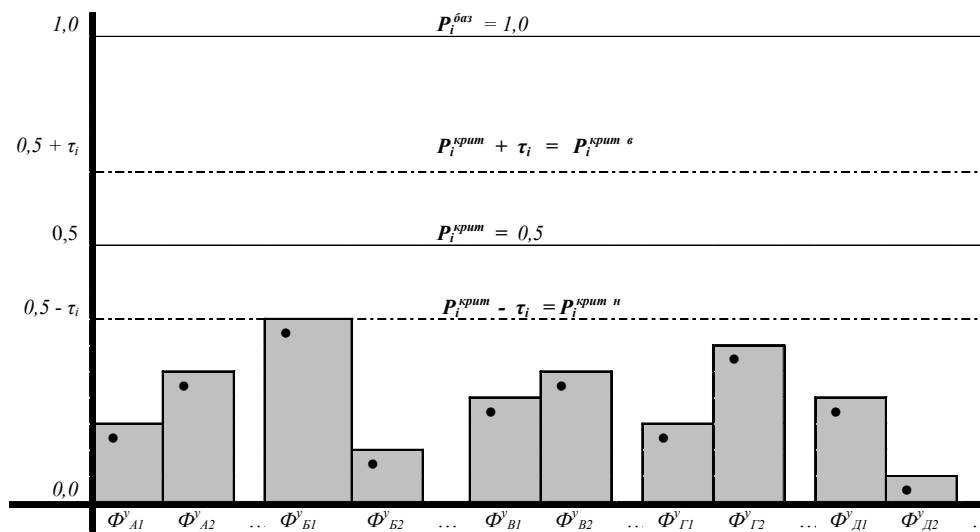 1,0 P_i^баз = 1,0
0,5 + τ_i P_i^крит + τ_i = P_i^крит в
0,5 P_i^крит = 0,5
0,5 - τ_i P_i^крит - τ_i = P_i^крит н
0,0
Ф^у_А1 Ф^у_А2 … Ф^у_Б1 Ф^у_Б2 … Ф^у_В1 Ф^у_В2 … Ф^у_Г1 Ф^у_Г2 … Ф^у_Д1 Ф^у_Д2 …